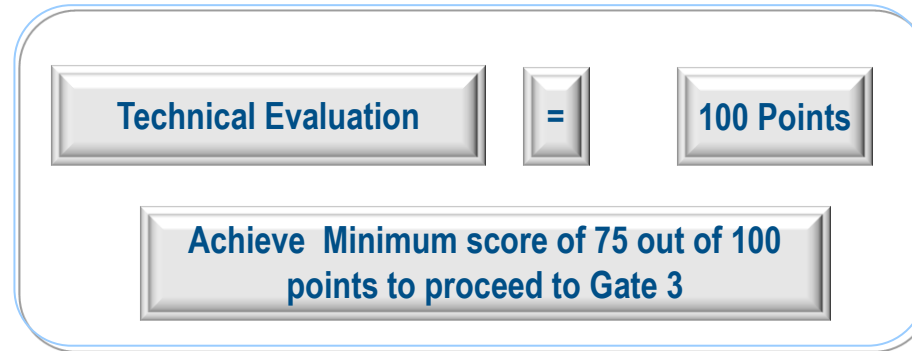 Technical Evaluation = 100 Points
Achieve Minimum score of 75 out of 100
points to proceed to Gate 3